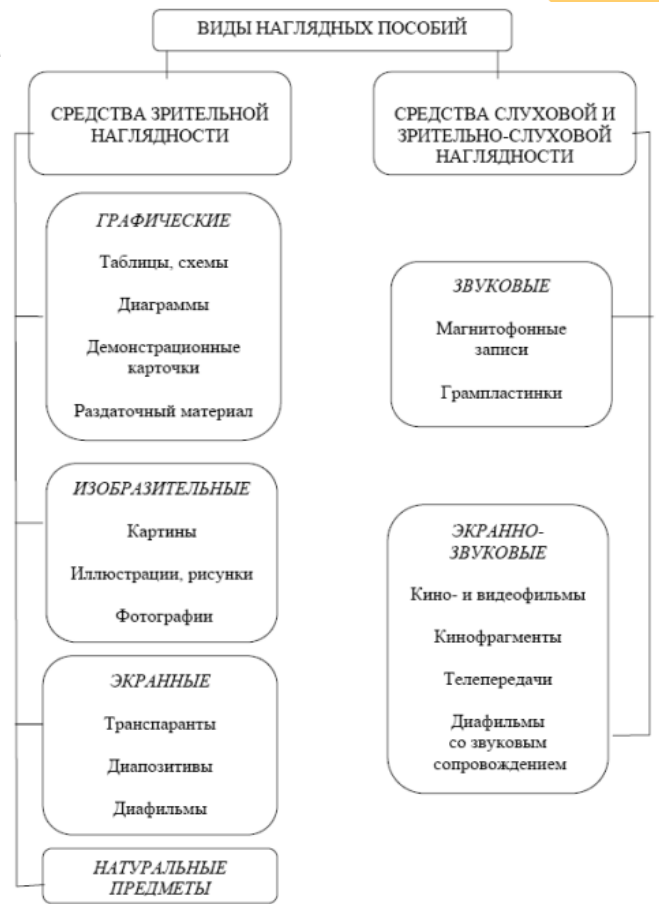 ВИДЫ НАГЛЯДНЫХ ПОСОБИЙ
СРЕДСТВА ЗРИТЕЛЬНОЙ
НАГЛЯДНОСТИ
ГРАФИЧЕСКИЕ
Таблицы, схемы
Диаграммы
Демонстрационные
карточки
Раздаточный материал
ИЗОБРАЗИТЕЛЬНЫЕ
Картины
Иллюстрации, рисунки
Фотографии
ЭКРАННЫЕ
Транспаранты
Диапозитивы
Диафильмы
НАТУРАЛЬНЫЕ
ПРЕДМЕТЫ
СРЕДСТВА СЛУХОВОЙ И
ЗРИТЕЛЬНО-СЛУХОВОЙ
НАГЛЯДНОСТИ
ЗВУКОВЫЕ
Магнитофонные
записи
Грампластинки
ЭКРАННО-
ЗВУКОВЫЕ
Кино- и видеофильмы
Кинофрагменты
Телепередачи
Диафильмы
со звуковым
сопровождением